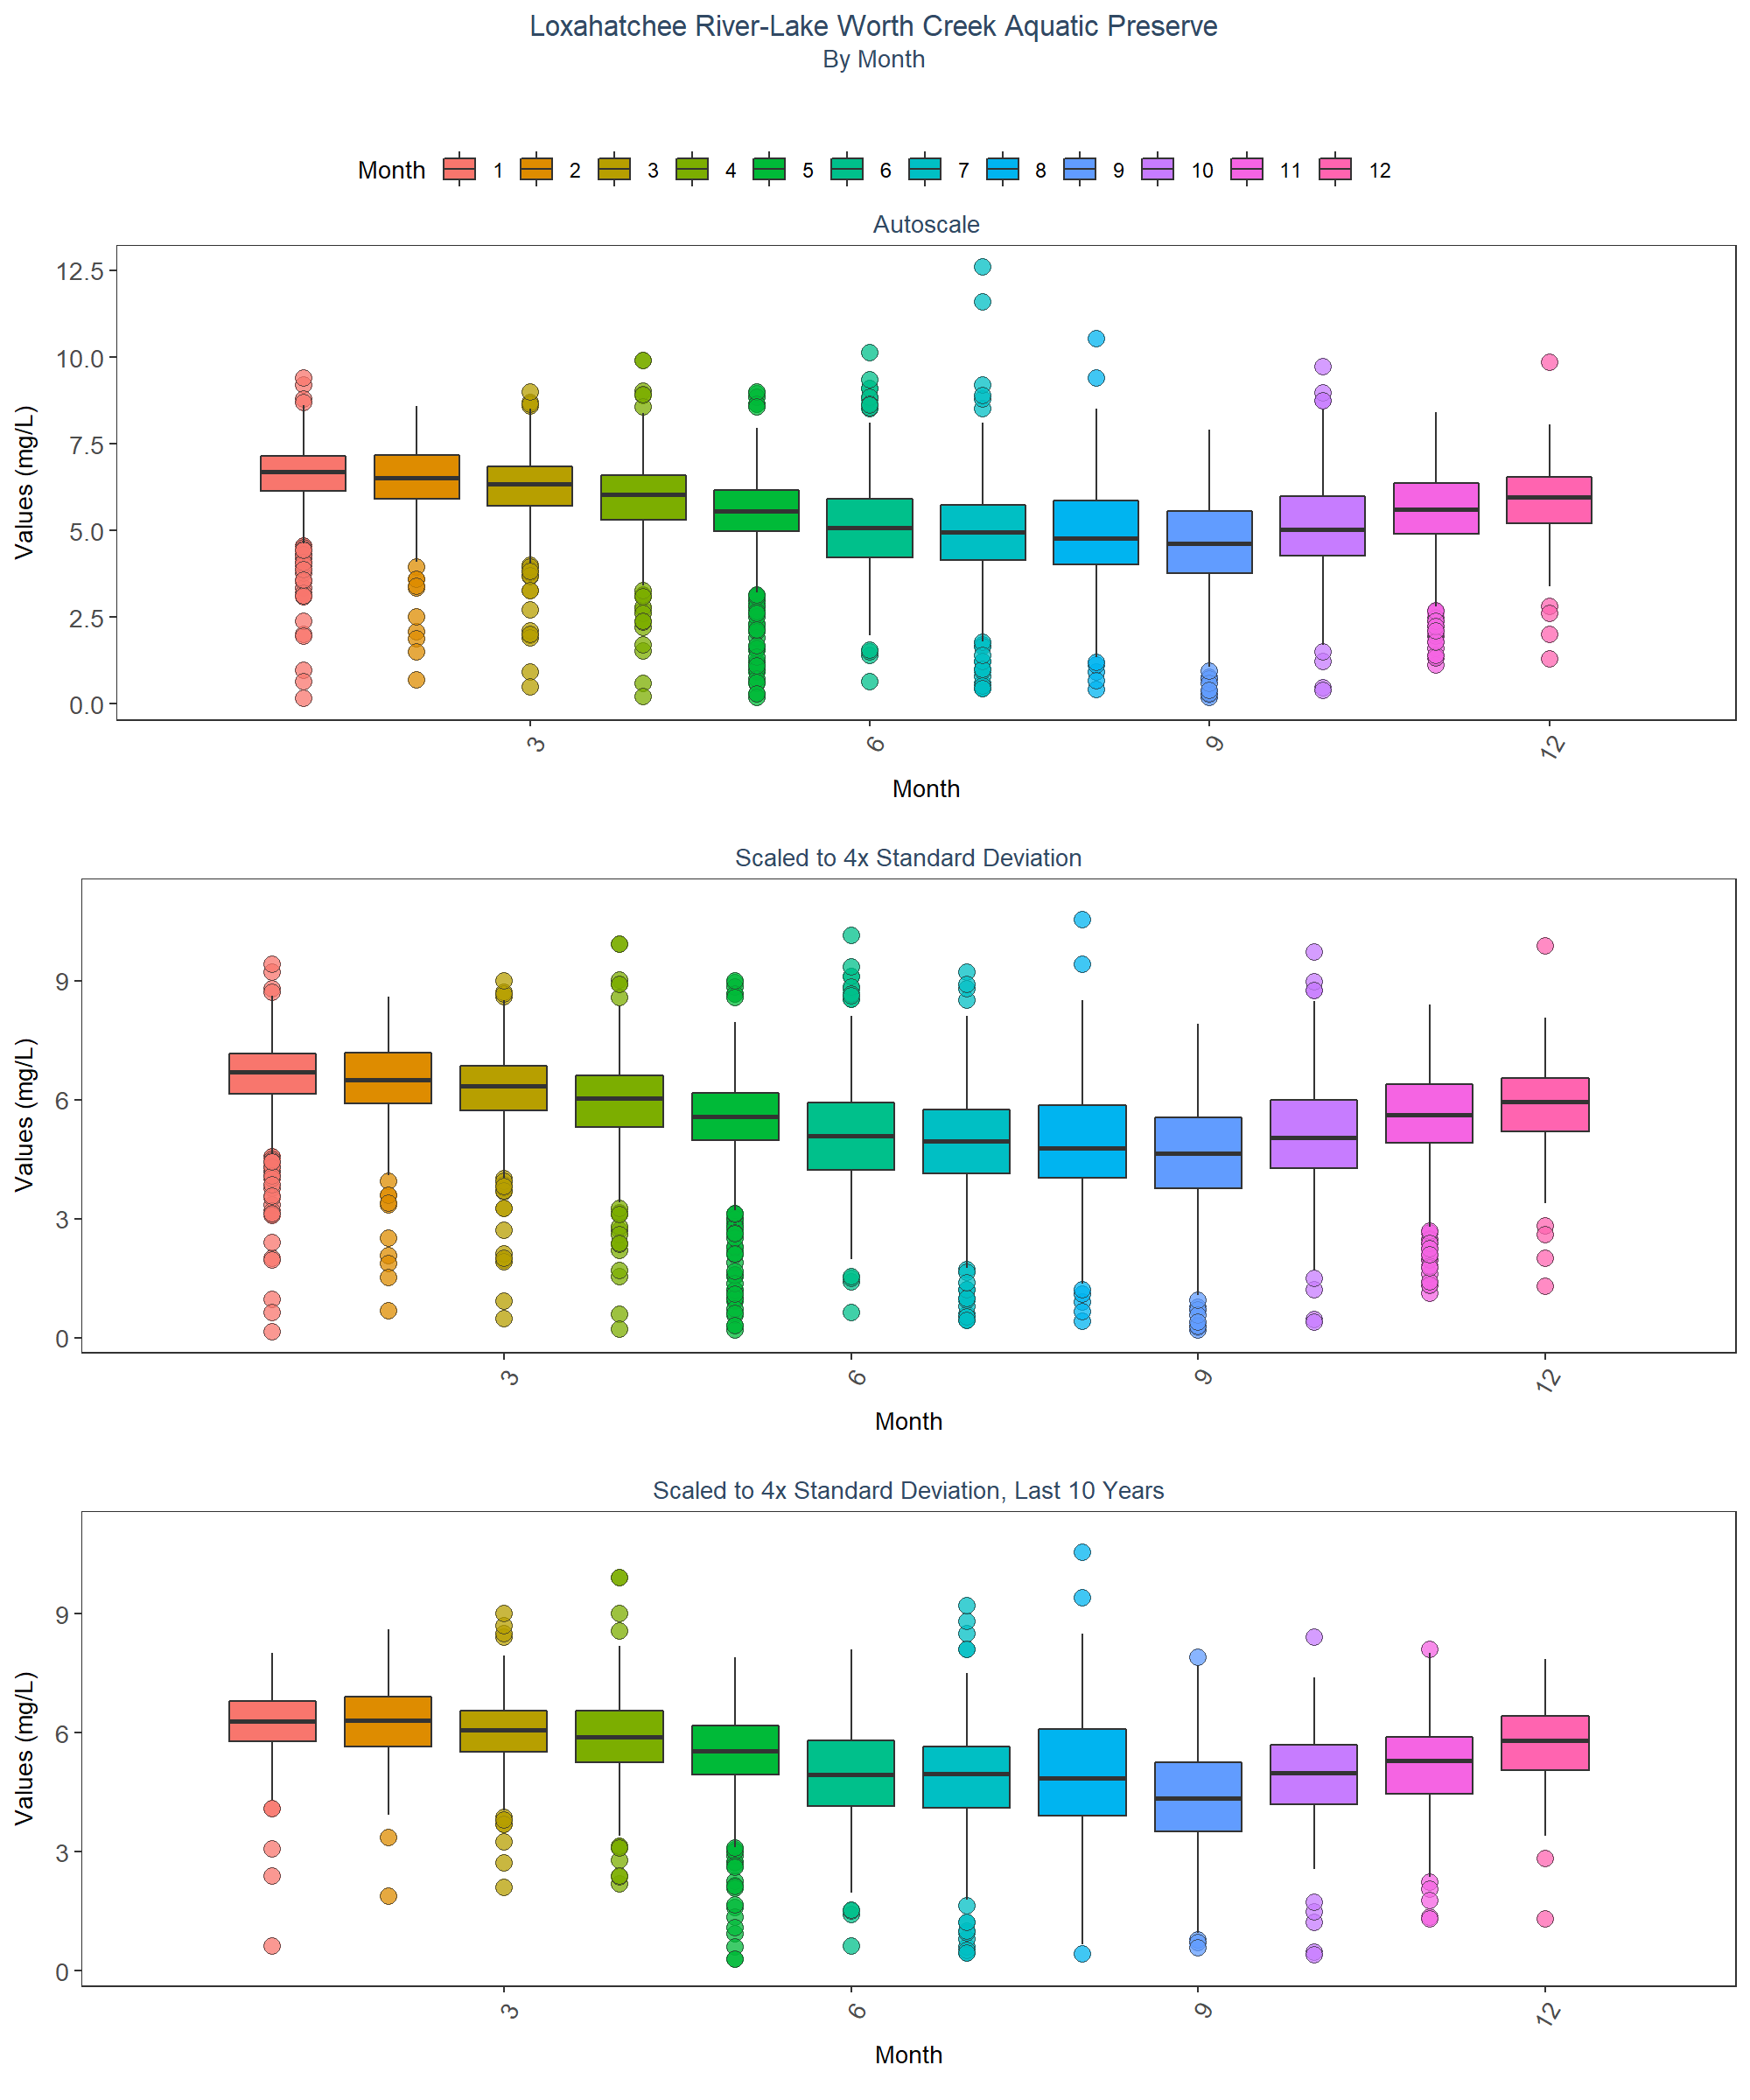 Loxahatchee River-Lake Worth Creek Aquatic Preserve
By Month
Month 1 2 3 4 5 6 7 8 9 10 11 12
Autoscale
Values (mg/L)
12.5
10.0
7.5
5.0
2.5
0.0
3 6 9 12
Month
Scaled to 4x Standard Deviation
Values (mg/L)
9
6
3
0
3 6 9 12
Month
Scaled to 4x Standard Deviation, Last 10 Years
Values (mg/L)
9
6
3
0
3 6 9 12
Month